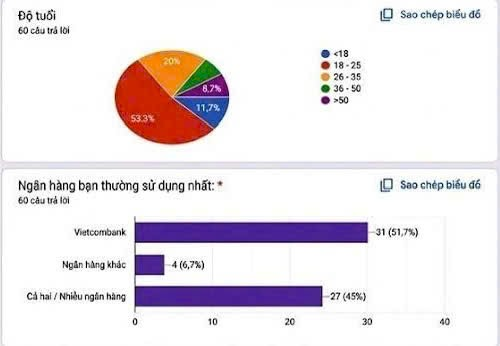 Độ tuổi
60 câu trả lời
Sao chép biểu đồ
20%
8,7%
11,7%
53.3%
<18
18 - 25
26 - 35
36 - 50
>50
Ngân hàng bạn thường sử dụng nhất: *
60 câu trả lời
Sao chép biểu đồ
Vietcombank
31 (51,7%)
Ngân hàng khác
4 (6,7%)
Cả hai / Nhiều ngân hàng
27 (45%)
0 10 20 30 40